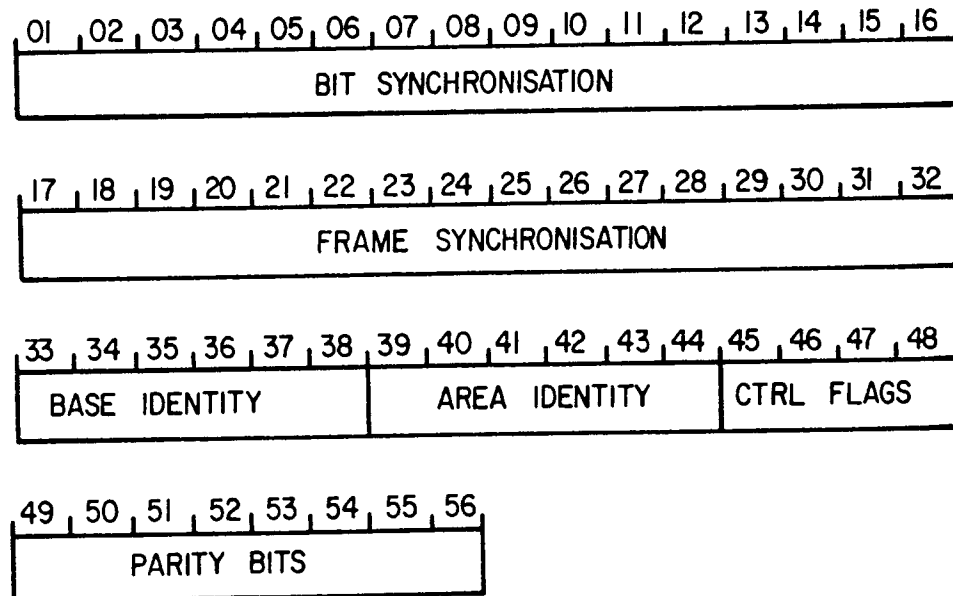 01 02 03 04 05 06 07 08 09 10 11 12 13 14 15 16
BIT SYNCHRONISATION
17 18 19 20 21 22 23 24 25 26 27 28 29 30 31 32
FRAME SYNCHRONISATION
33 34 35 36 37 38 39 40 41 42 43 44 45 46 47 48
BASE IDENTITY AREA IDENTITY CTRL FLAGS
49 50 51 52 53 54 55 56
PARITY BITS